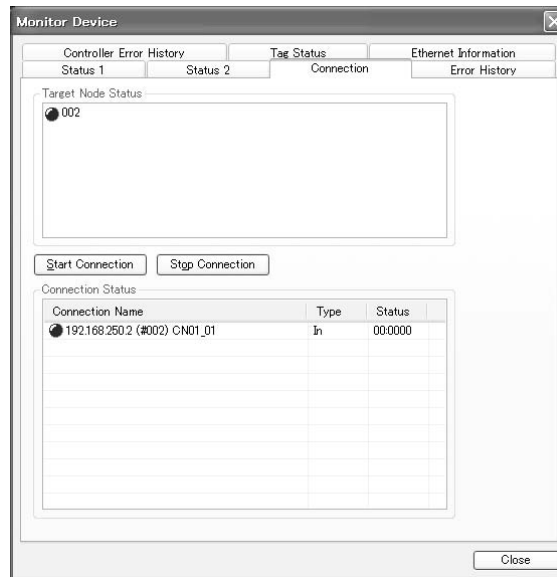 Monitor Device
Controller Error History Tag Status Ethernet Information
Status 1 Status 2 Connection Error History
Target Node Status
002
Start Connection Stop Connection
Connection Status
Connection Name Type Status
192.168.250.2 (#002) CN01_01 In 00:0000
Close